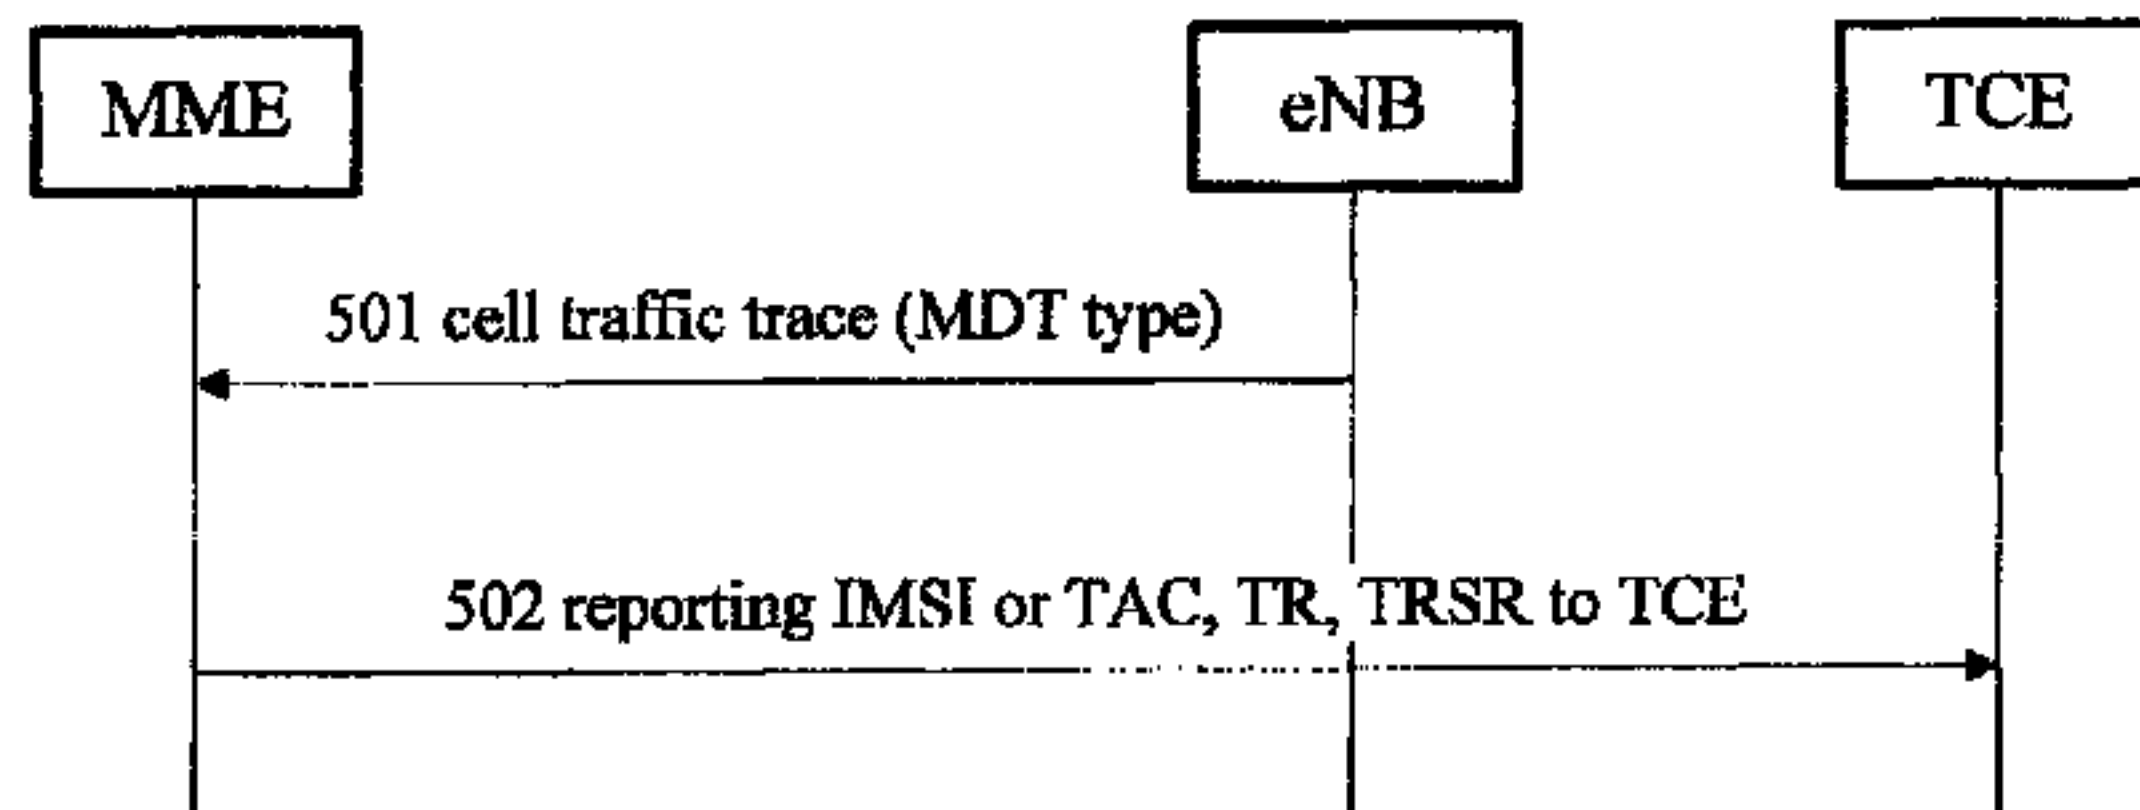 MME
eNB
TCE
501 cell traffic trace (MDT type)
502 reporting IMSI or TAC, TR, TRSR to TCE